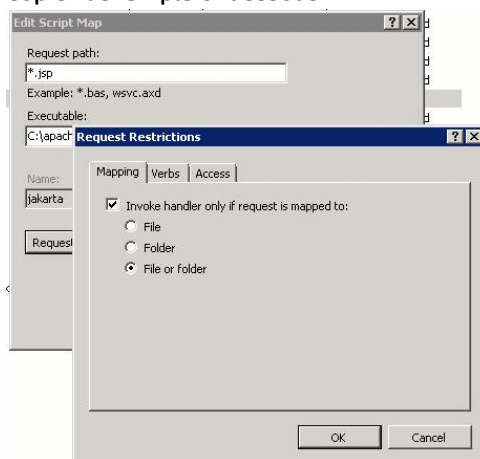 Edit Script Map
Request path:
*.jsp
Example: *.bas, wsvc.axd
Executable:
C:\apach
Name:
jakarta
Request
Request Restrictions
Mapping
Verbs
Access
Invoke handler only if request is mapped to:
File
Folder
File or folder
OK
Cancel